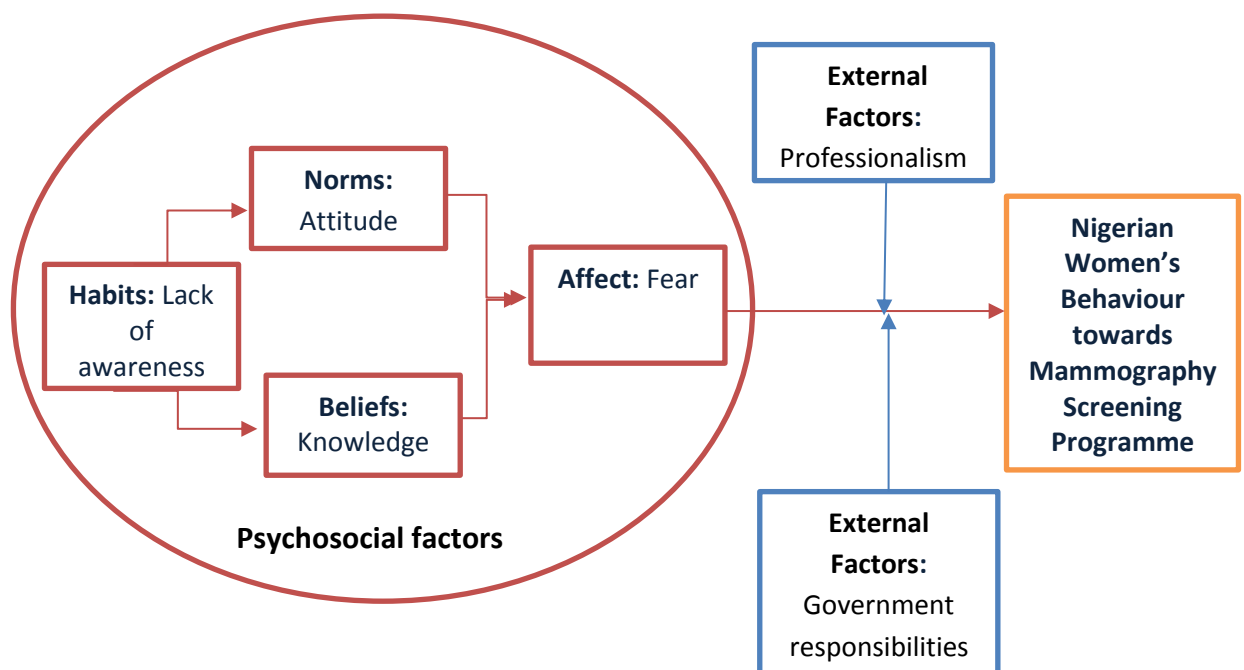 Habits: Lack
of
awareness
Norms:
Attitude
Beliefs:
Knowledge
Affect: Fear
Psychosocial factors
External
Factors:
Professionalism
External
Factors:
Government
responsibilities
Nigerian
Women’s
Behaviour
towards
Mammography
Screening
Programme